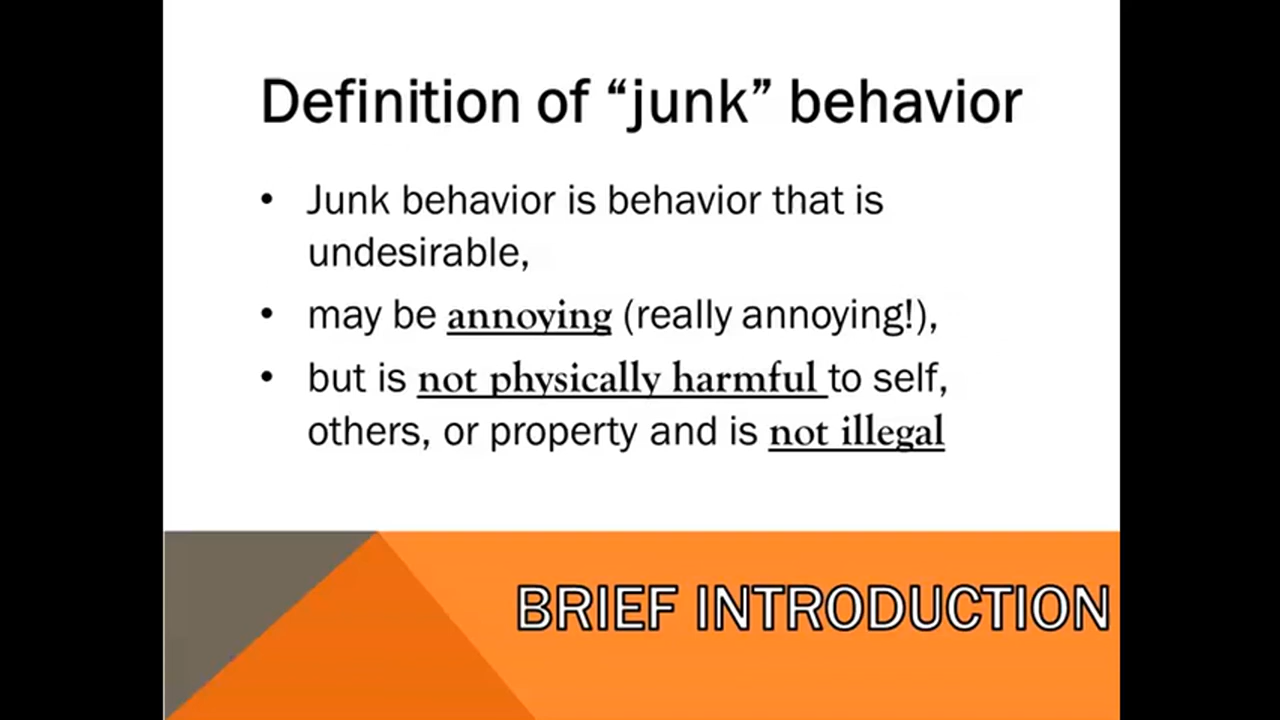 Definition of “junk” behavior
• Junk behavior is behavior that is
undesirable,
• may be annoying (really annoying!),
• but is not physically harmful to self,
others, or property and is not illegal
BRIEF INTRODUCTION